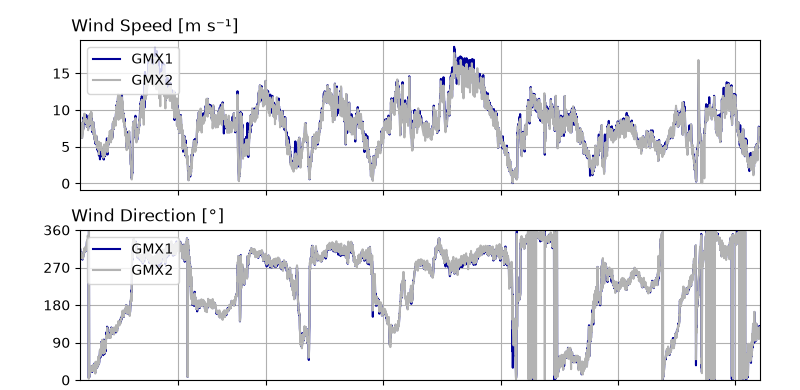 Wind Speed [m s⁻¹]
GMX1
GMX2
15
10
5
0
Wind Direction [°]
360
GMX1
GMX2
270
180
90
0